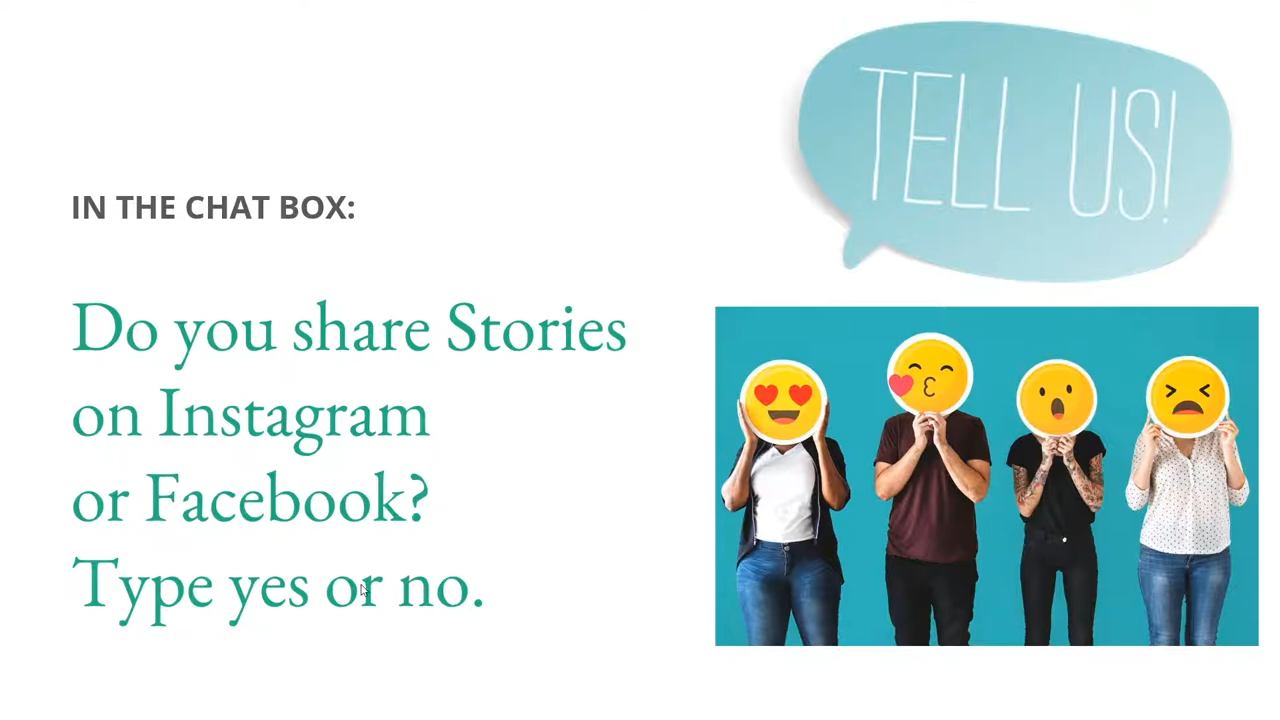 TELL US!
IN THE CHAT BOX:
Do you share Stories
on Instagram
or Facebook?
Type yes or no.